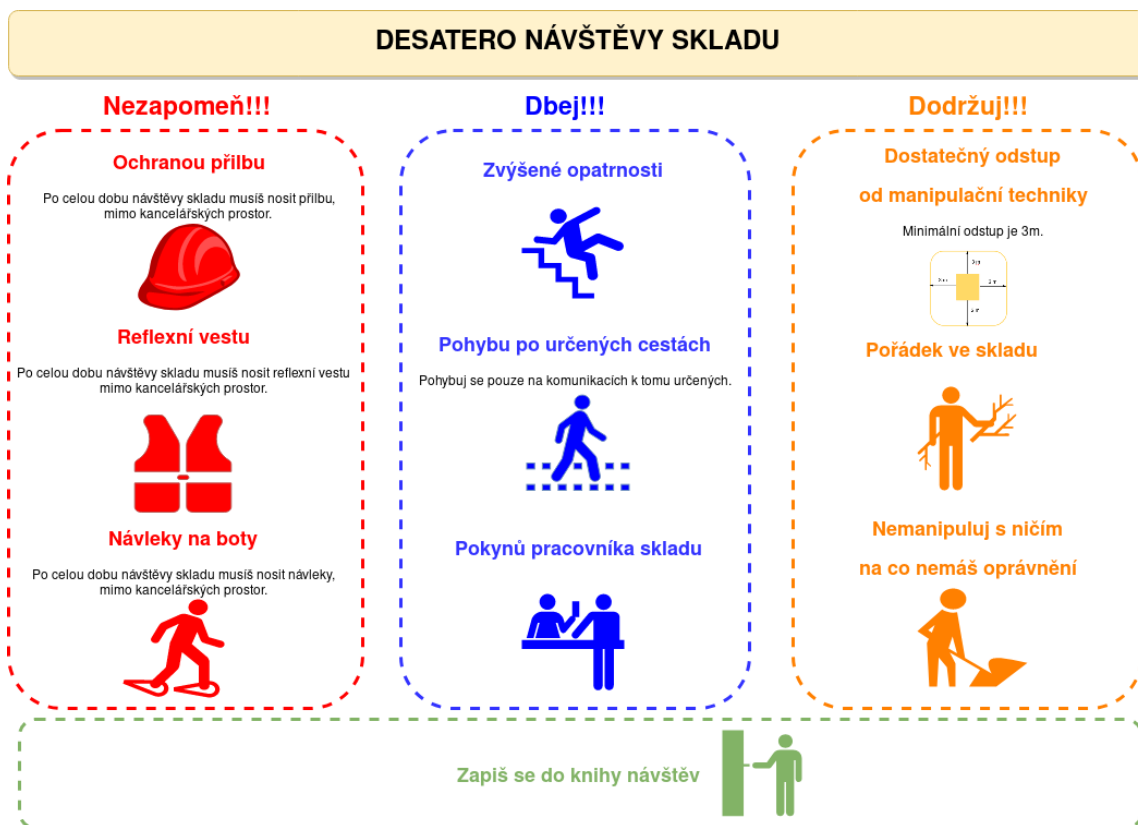 DESATERO NÁVŠTĚVY SKLADU
Nezapomeň!!!
Ochranou přilbu
Po celou dobu návštěvy skladu musíš nosit přilbu,
mimo kancelářských prostor.
Reflexní vestu
Po celou dobu návštěvy skladu musíš nosit reflexní vestu
mimo kancelářských prostor.
Návleky na boty
Po celou dobu návštěvy skladu musíš nosit návleky,
mimo kancelářských prostor.
Dbej!!!
Zvýšené opatrnosti
Pohybu po určených cestách
Pohybuj se pouze na komunikacích k tomu určených.
Pokynů pracovníka skladu
Dodržuj!!!
Dostatečný odstup
od manipulační techniky
Minimální odstup je 3m.
Pořádek ve skladu
Nemanipuluj s ničím
na co nemáš oprávnění
Zapiš se do knihy návštěv